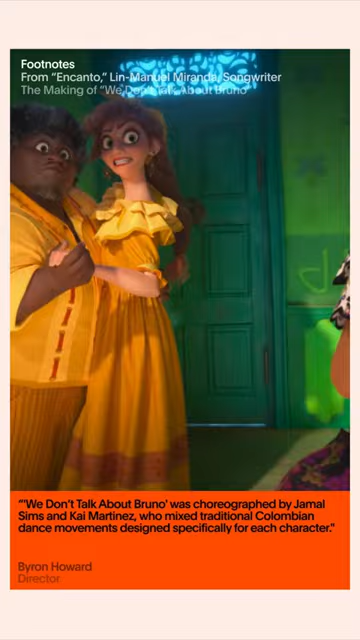 Footnotes
From “Encanto,” Lin-Manuel Miranda, Songwriter
The Making of “We Don't Talk About Bruno”
“'We Don't Talk About Bruno' was choreographed by Jamal
Sims and Kai Martinez, who mixed traditional Colombian
dance movements designed specifically for each character.”
Byron Howard
Director